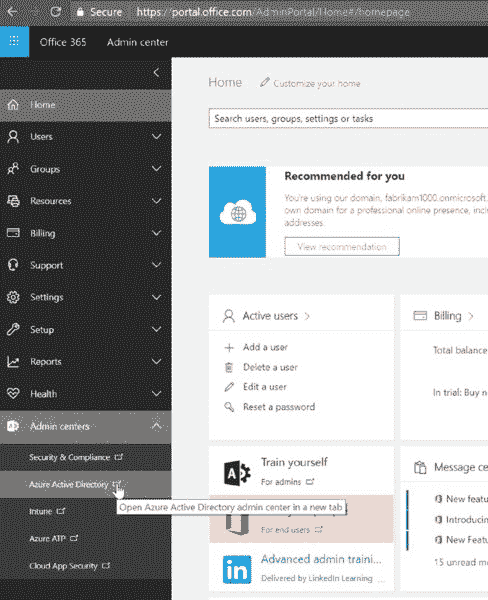 Secure https://portal.office.com/AdminPortal/Home#/homepage
Office 365 Admin center
Home
Users
Groups
Resources
Billing
Support
Settings
Setup
Reports
Health
Admin centers
Security & Compliance
Azure Active Directory
Intune
Azure ATP
Cloud App Security
Home Customize your home
Search users, groups, settings or tasks
Recommended for you
You're using our domain, fabrikam1000.onmicrosoft.
own domain for a professional online presence, inclu
addresses.
View recommendation
Active users
Add a user
Delete a user
Edit a user
Reset a password
Billing
Total balance
In trial: Buy n
Train yourself
For admins
Open Azure Active Directory admin center in a new tab
For end users
Advanced admin traini...
Delivered by LinkedIn Learning ...
Message ce
New featu
Introducin
New Featu
15 unread m